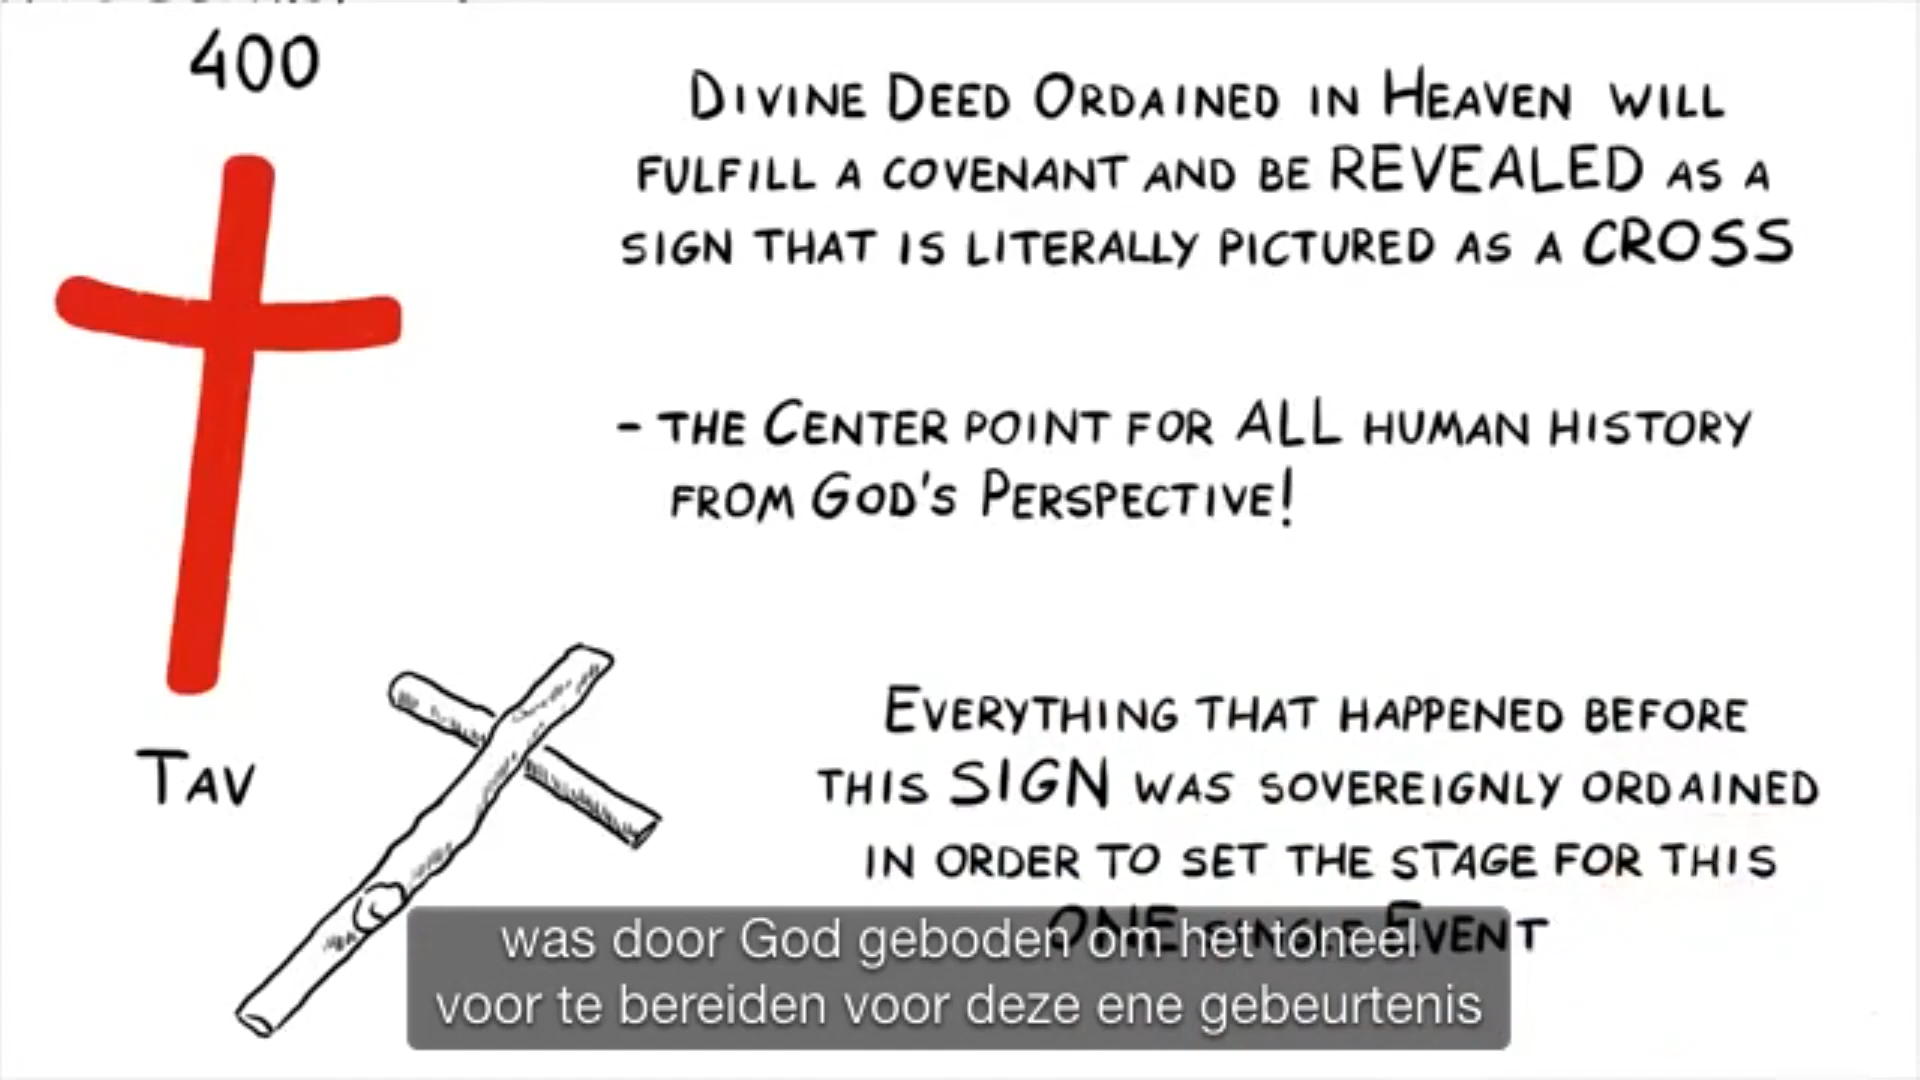 400
Divine Deed Ordained in Heaven will
fulfill a covenant and be REVEALED as a
sign that is literally pictured as a CROSS
- the Center point for ALL human history
from God's Perspective!
Tav
Everything that happened before
this SIGN was sovereignly ordained
in order to set the stage for this
ONE single Event
was door God geboden om het toneel
voor te bereiden voor deze ene gebeurtenis